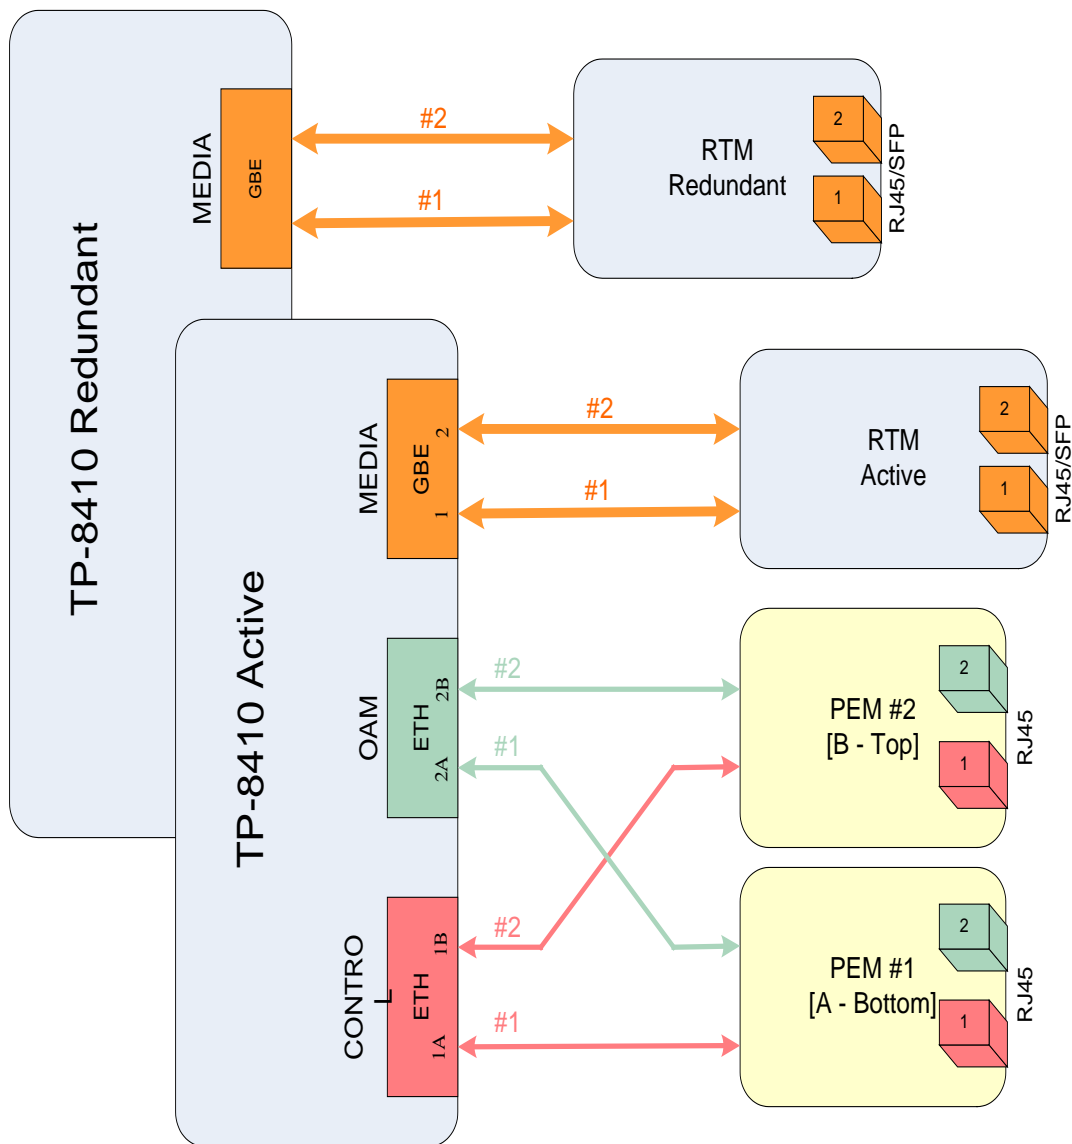 TP-8410 Redundant
MEDIA
GBE
#2
#1
RTM
Redundant
2
1
RJ45/SFP
TP-8410 Active
MEDIA
GBE
2
1
#2
#1
RTM
Active
2
1
RJ45/SFP
OAM
ETH
2B
2A
#2
#1
PEM #2
[B - Top]
2
1
RJ45
CONTRO
L
ETH
1B
1A
#2
#1
PEM #1
[A - Bottom]
2
1
RJ45